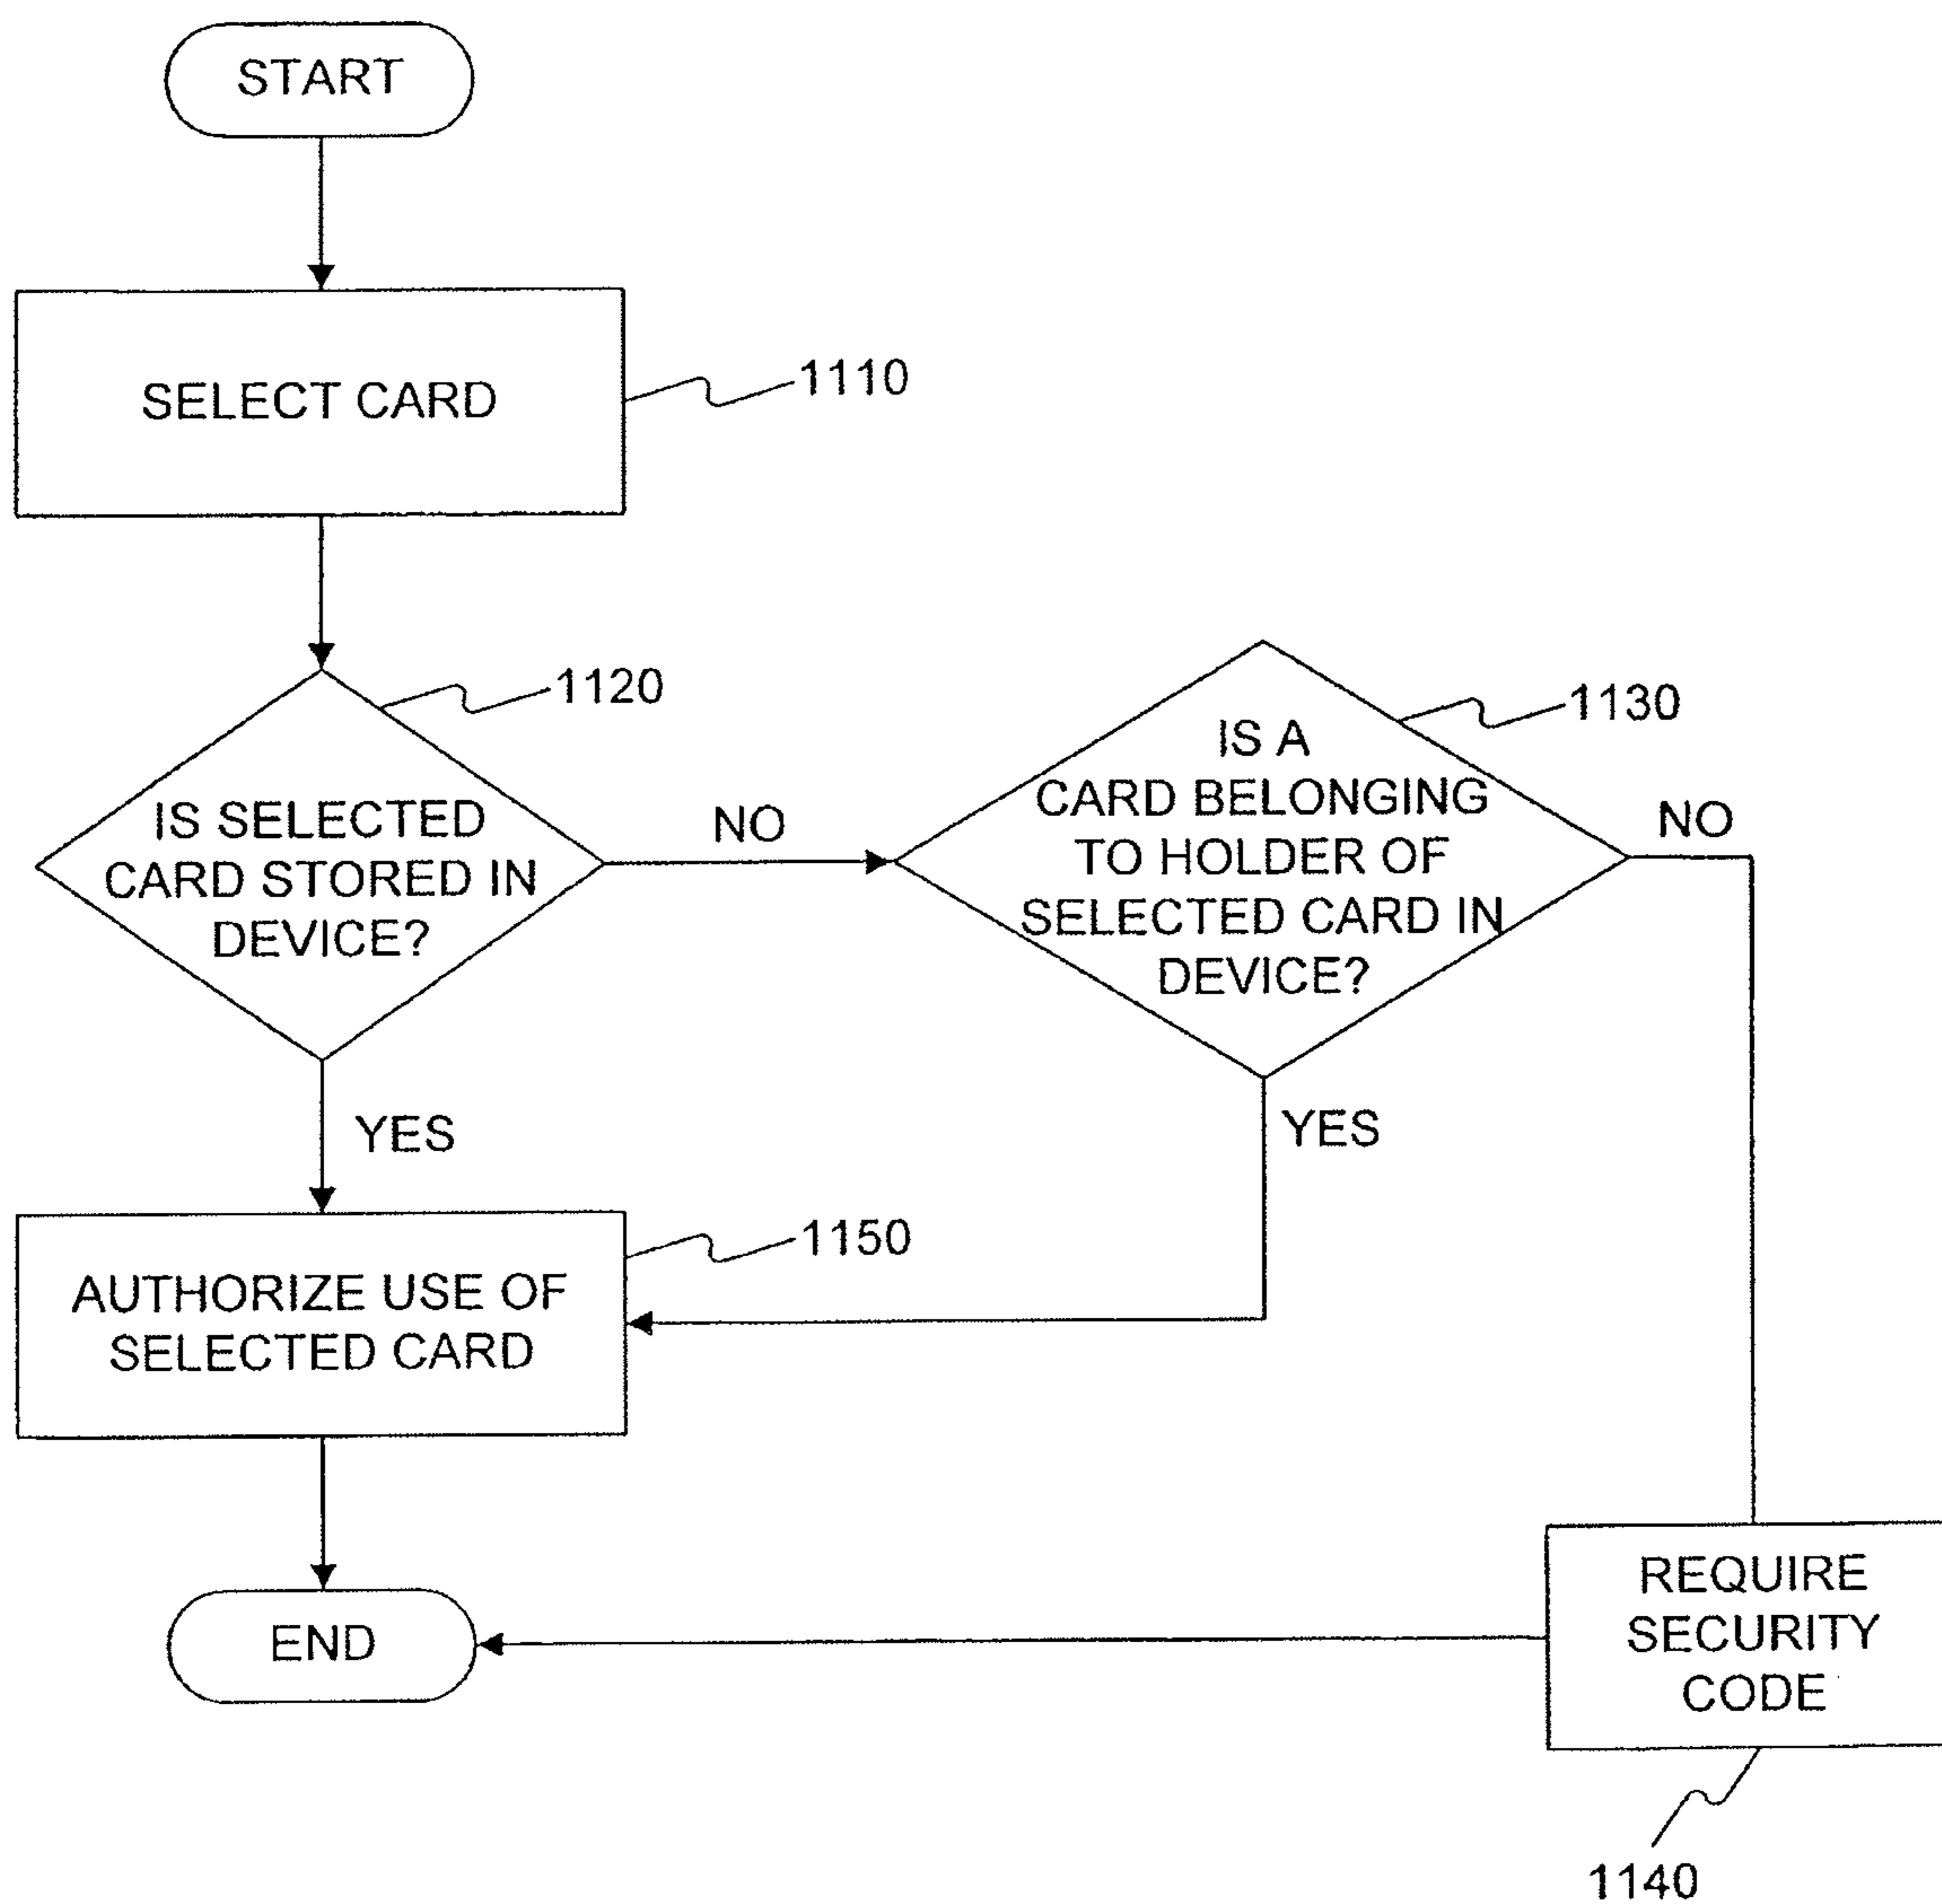 START
SELECT CARD
1110
1120
IS SELECTED
CARD STORED IN
DEVICE?
NO
1130
IS A
CARD BELONGING
TO HOLDER OF
SELECTED CARD IN
DEVICE?
NO
YES
YES
1150
AUTHORIZE USE OF
SELECTED CARD
REQUIRE
SECURITY
CODE
END
1140